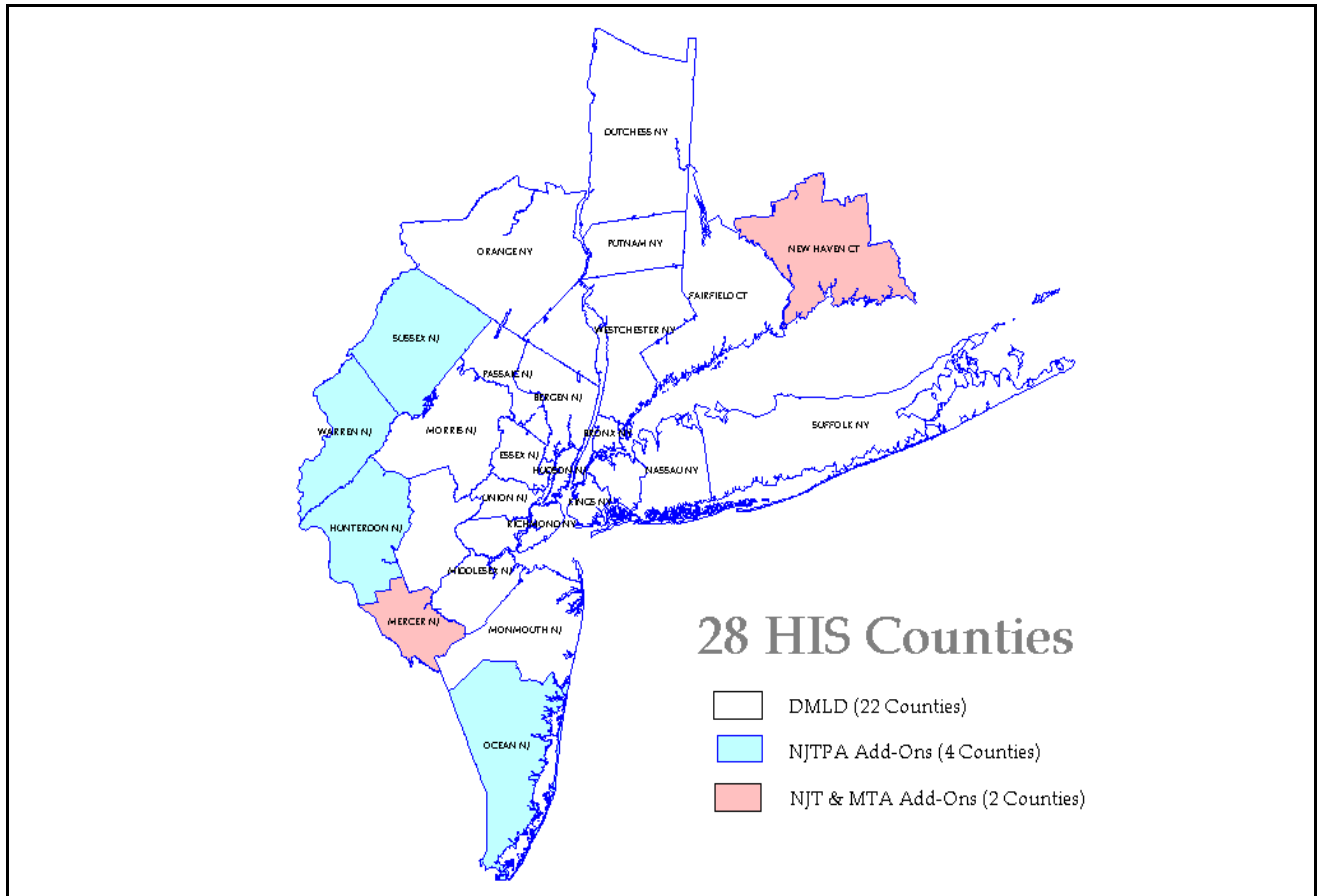 DUTCHESS NY
NEW HAVEN CT
PUTNAM NY
ORANGE NY
FAIRFIELD CT
WESTCHESTER NY
SUSSEX NJ
PASSAIC NJ
BERGEN NJ
SUFFOLK NY
WARREN NJ
MORRIS NJ
BRONX NY
ESSEX NJ
HUDSON NJ
NASSAU NY
UNION NJ
KINGS NY
RICHMOND NY
HUNTERDON NJ
MIDDLESEX NJ
MERCER NJ
MONMOUTH NJ
28 HIS Counties
DMLD (22 Counties)
OCEAN NJ
NJTPA Add-Ons (4 Counties)
NJT & MTA Add-Ons (2 Counties)